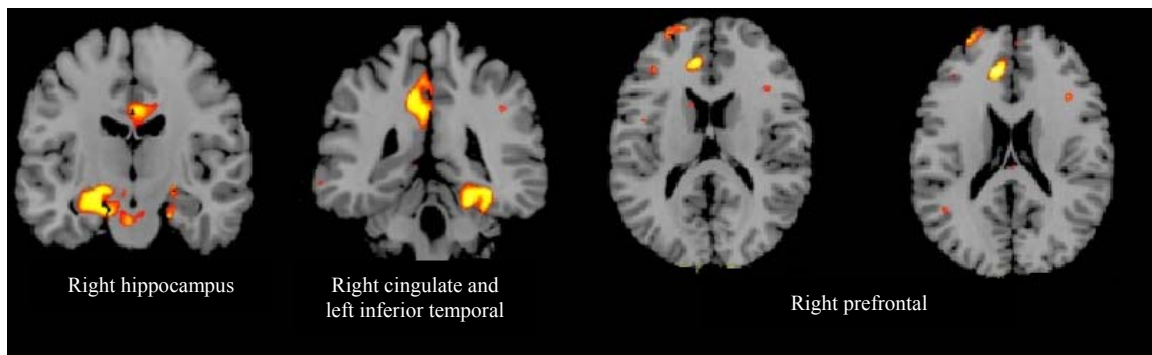 Right hippocampus
Right cingulate and
left inferior temporal
Right prefrontal